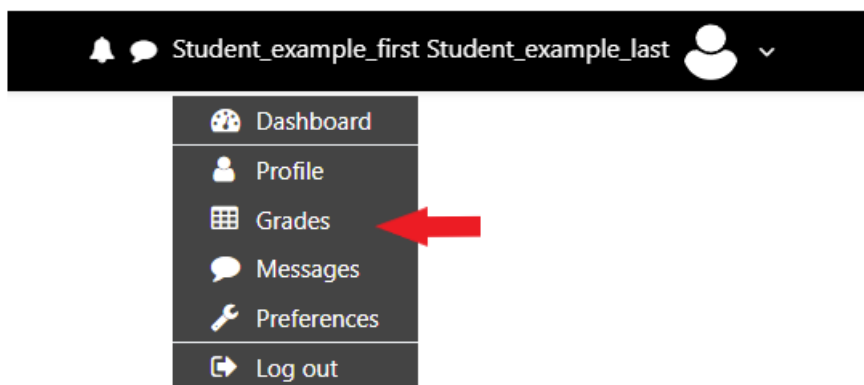 Student_example_first Student_example_last
Dashboard
Profile
Grades
Messages
Preferences
Log out